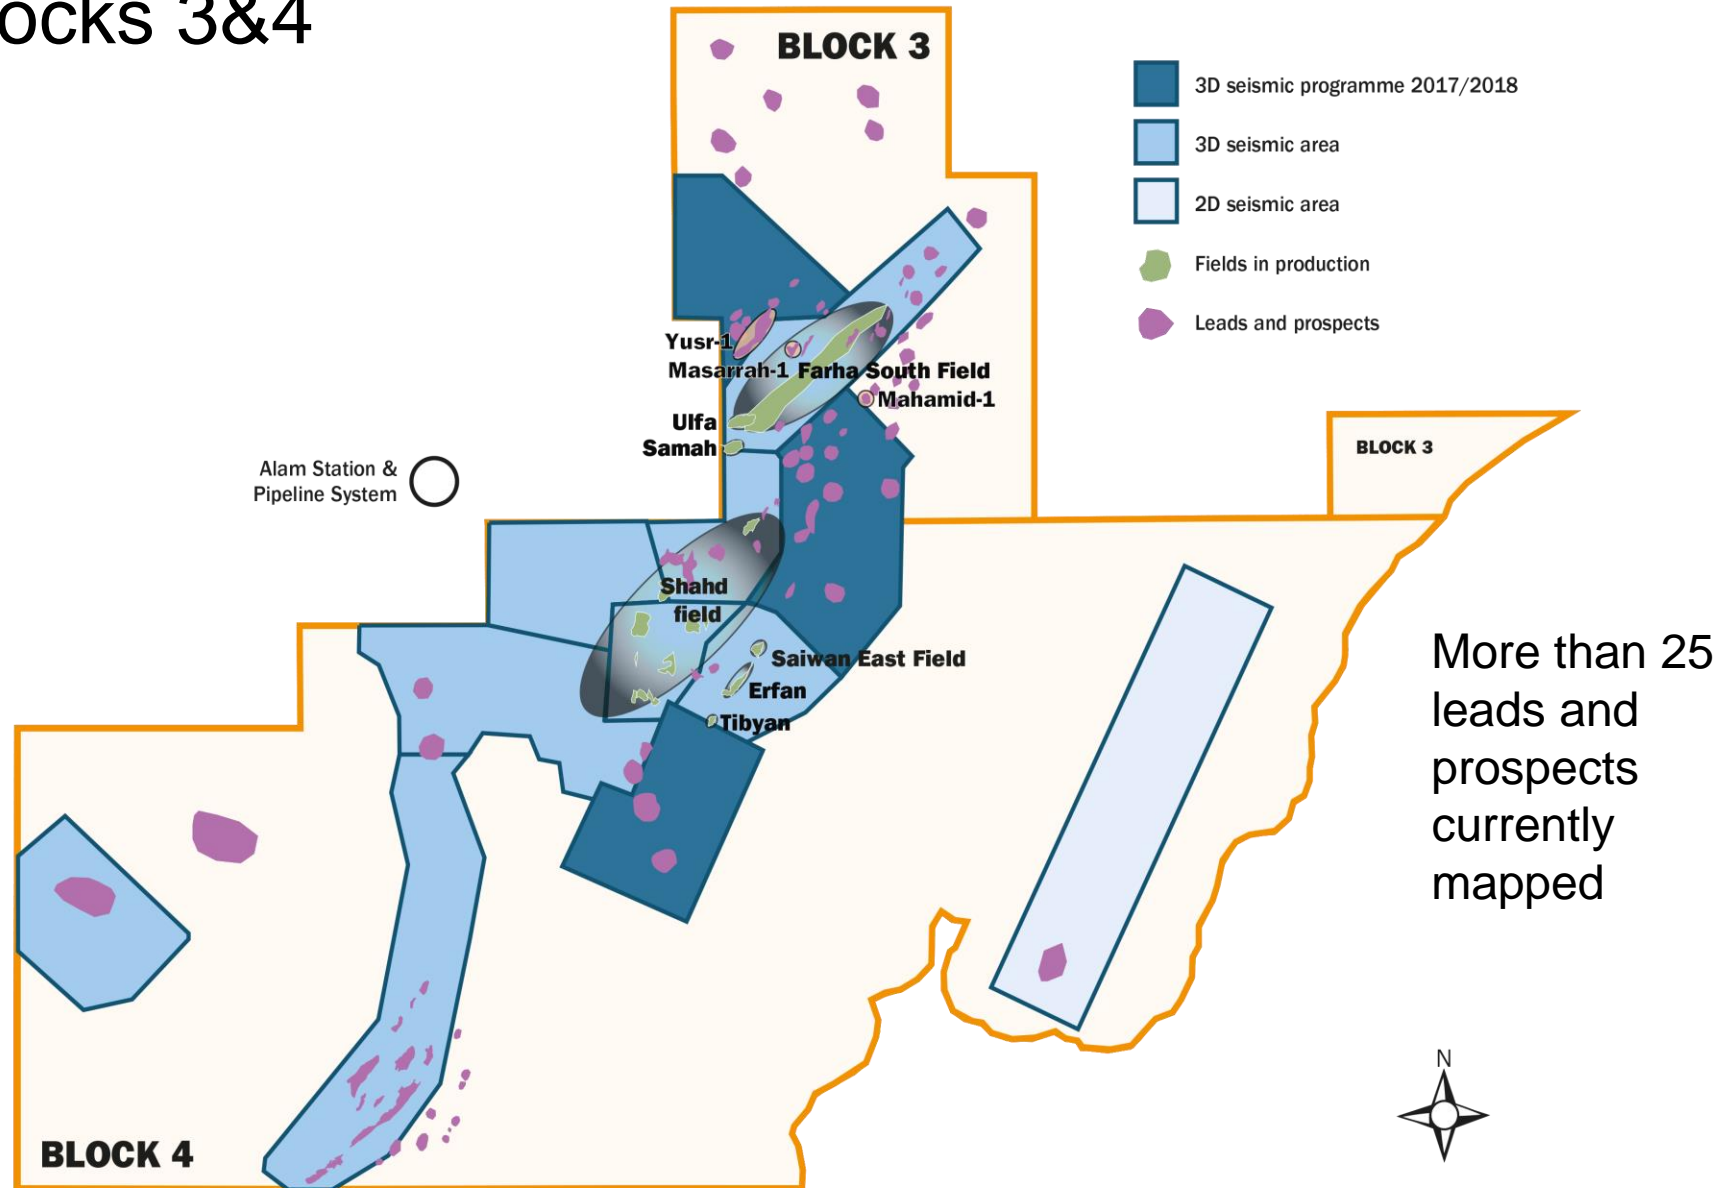 ocks 3&4
BLOCK 3
3D seismic programme 2017/2018
3D seismic area
2D seismic area
Fields in production
Leads and prospects
Yusr-1
Masarrah-1
Farha South Field
Mahamid-1
Ulfa
Samah
BLOCK 3
Alam Station &
Pipeline System
Shahd
field
Saiwan East Field
Erfan
Tibyan
More than 25
leads and
prospects
currently
mapped
N
BLOCK 4